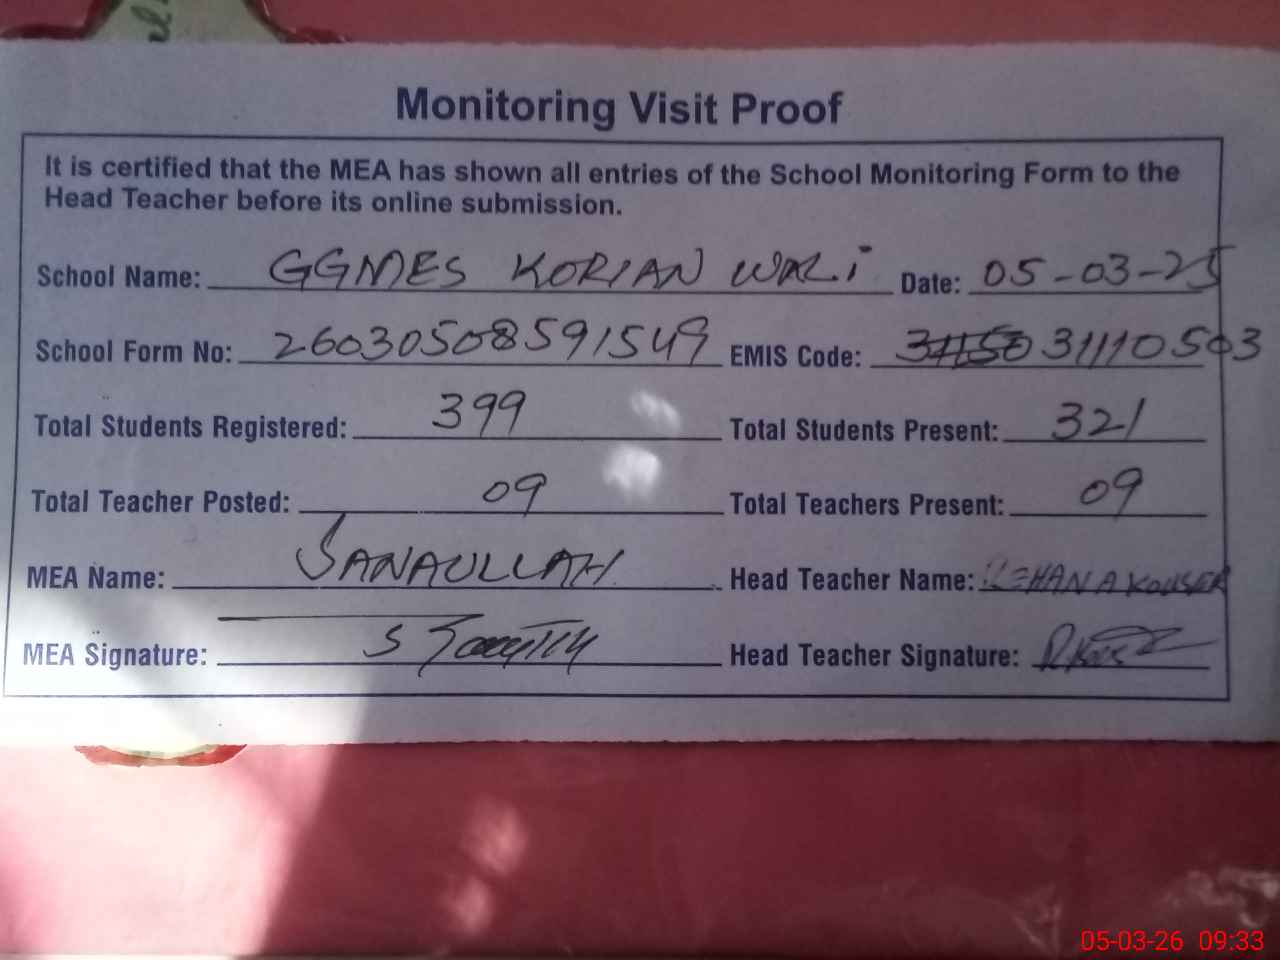 Monitoring Visit Proof
It is certified that the MEA has shown all entries of the School Monitoring Form to the
Head Teacher before its online submission.
School Name: GGMES KORIAN WALI Date: 05-03-25
School Form No: 26030508591549 EMIS Code: 31110503
Total Students Registered: 399 Total Students Present: 321
Total Teacher Posted: 09 Total Teachers Present: 09
MEA Name: SANAULLAH Head Teacher Name: REHANA KOUSER
MEA Signature: Head Teacher Signature:
05-03-26 09:33